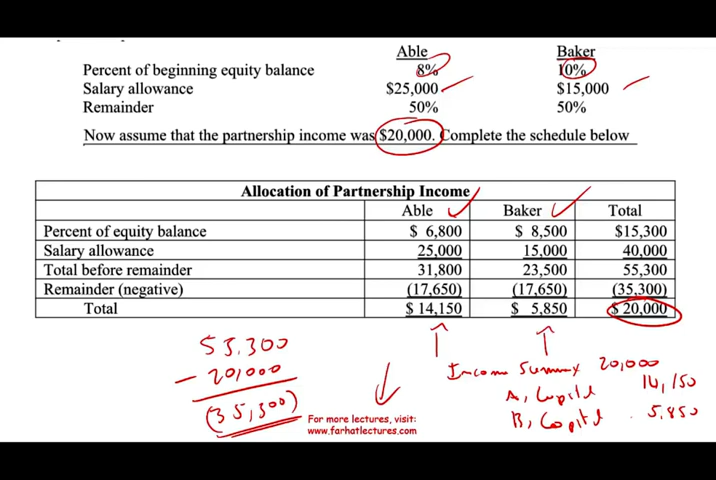 Able Baker
Percent of beginning equity balance 8% 10%
Salary allowance $25,000 $15,000
Remainder 50% 50%
Now assume that the partnership income was $20,000. Complete the schedule below
Allocation of Partnership Income
Able Baker Total
Percent of equity balance $ 6,800 $ 8,500 $15,300
Salary allowance 25,000 15,000 40,000
Total before remainder 31,800 23,500 55,300
Remainder (negative) (17,650) (17,650) (35,300)
Total $ 14,150 $ 5,850 $ 20,000
55,300
- 20,000
(35,300)
Income Summary 20,000
A, Capital 14,150
B, Capital 5,850
For more lectures, visit:
www.farhatlectures.com